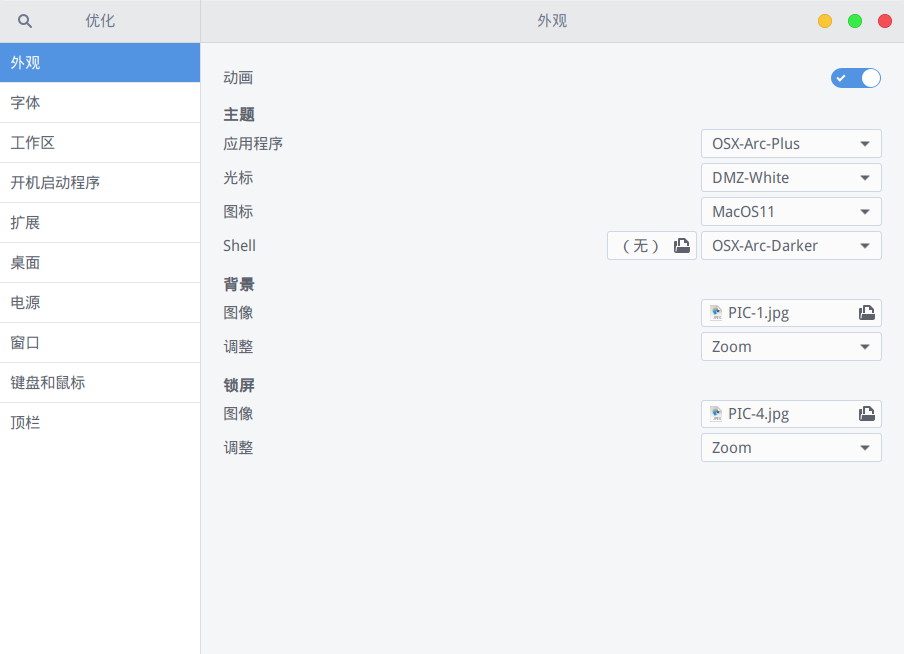 优化
外观
外观
字体
工作区
开机启动程序
扩展
桌面
电源
窗口
键盘和鼠标
顶栏
动画
主题
应用程序 OSX-Arc-Plus
光标 DMZ-White
图标 MacOS11
Shell （无） OSX-Arc-Darker
背景
图像 PIC-1.jpg
调整 Zoom
锁屏
图像 PIC-4.jpg
调整 Zoom